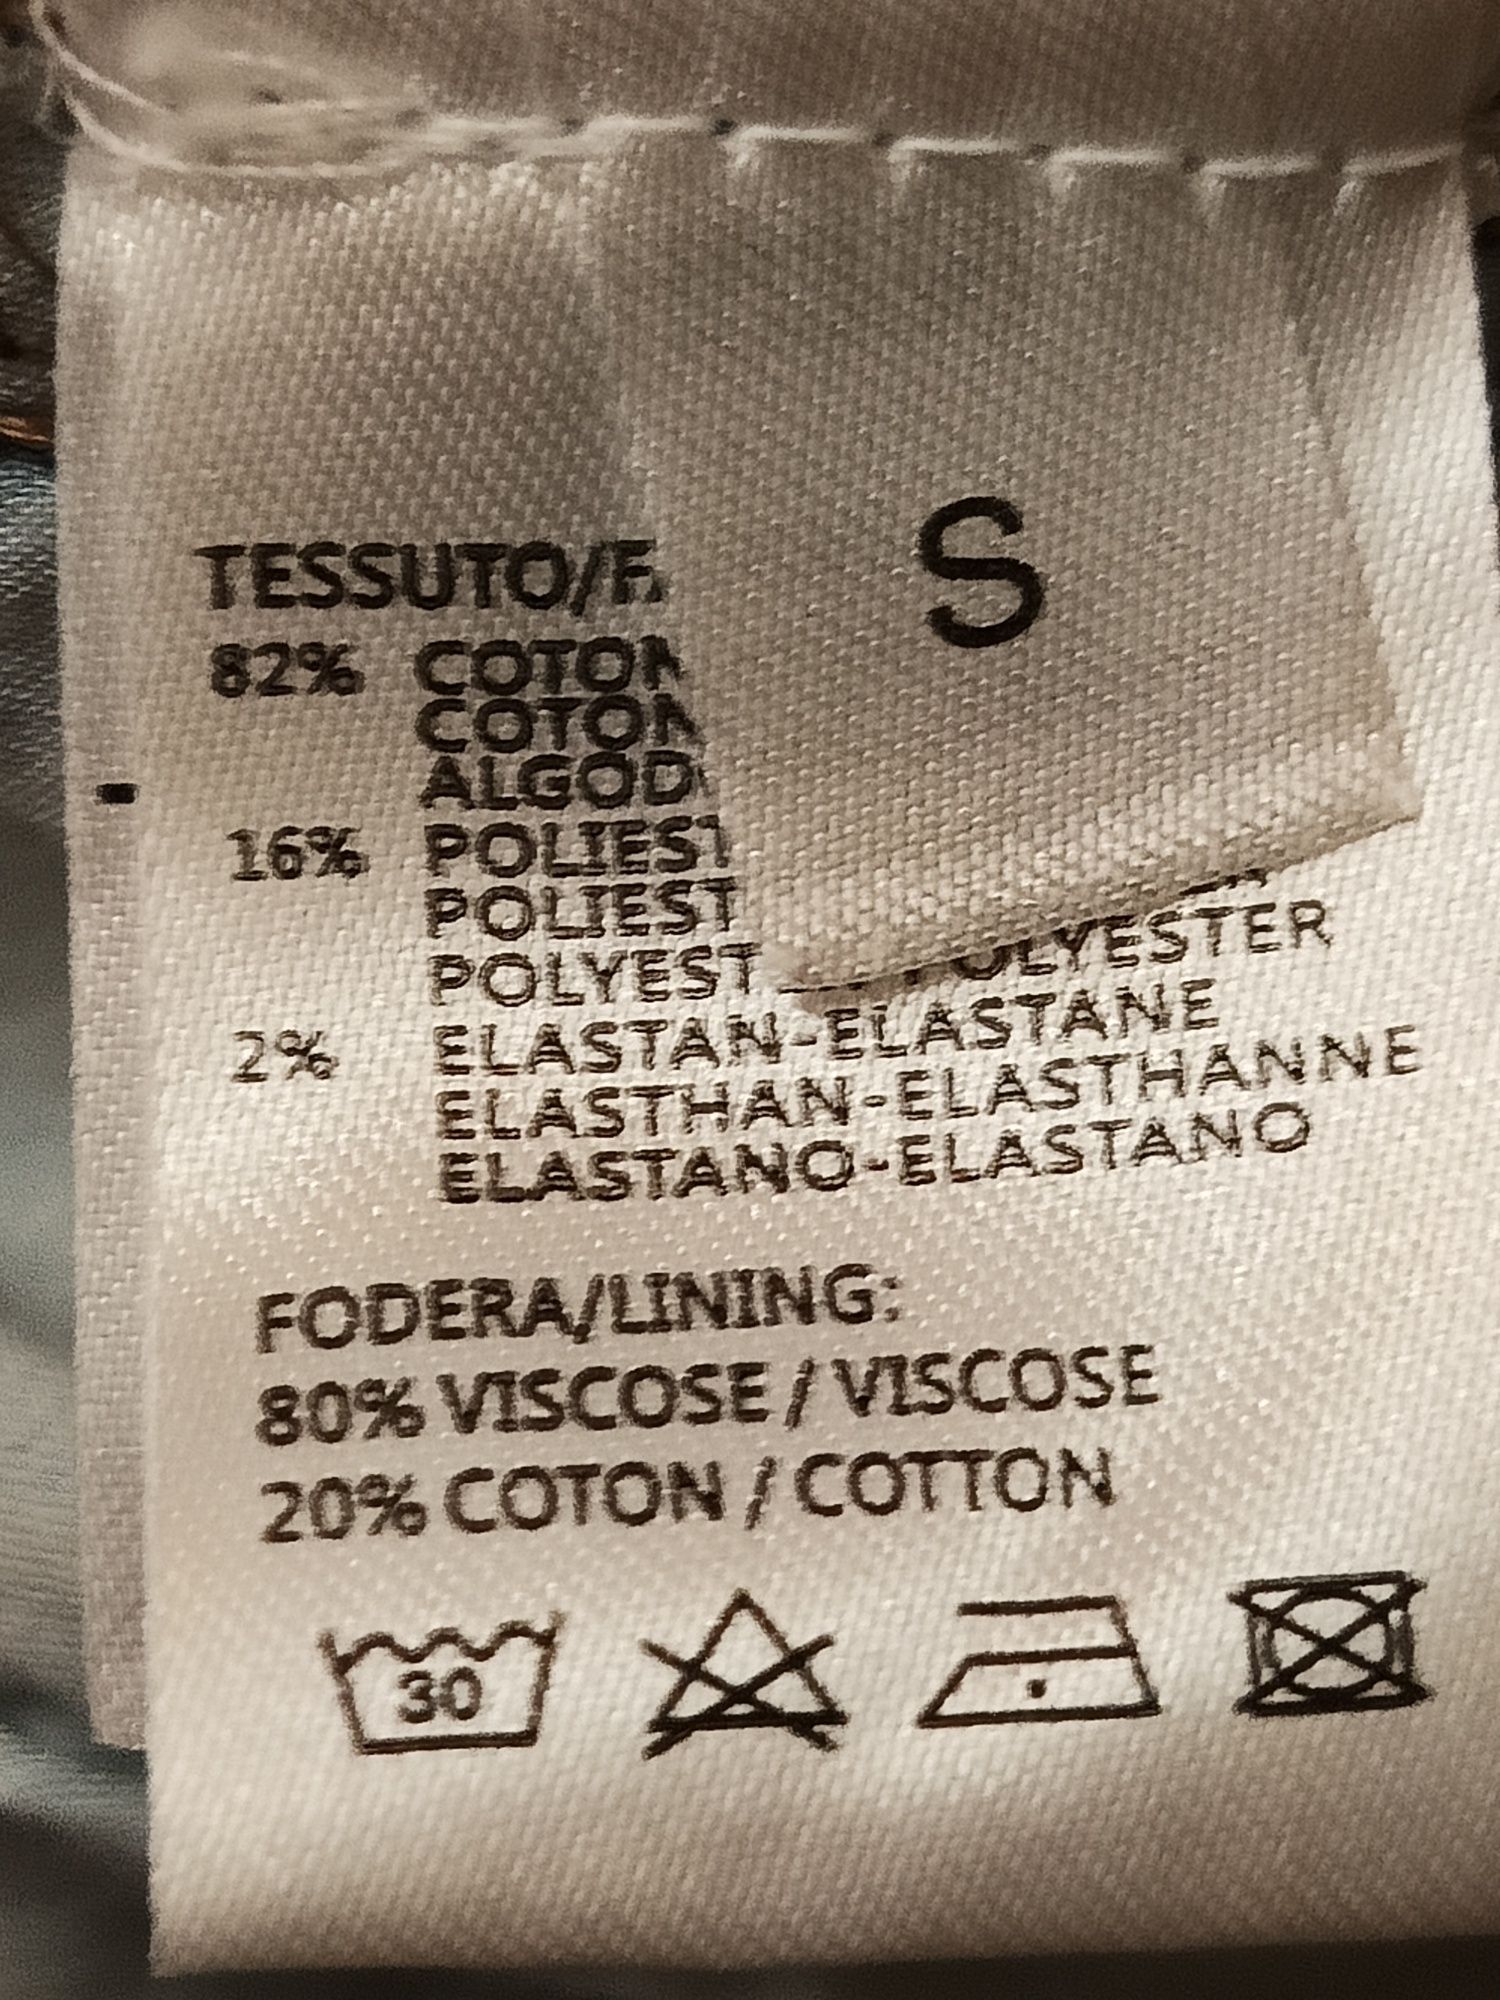 S
TESSUTO/F
82% COTON
COTON
ALGOD
16% POLIEST
POLIEST
POLYEST POLYESTER
2% ELASTAN-ELASTANE
ELASTHAN-ELASTHANNE
ELASTANO-ELASTANO
FODERA/LINING:
80% VISCOSE / VISCOSE
20% COTON / COTTON
30